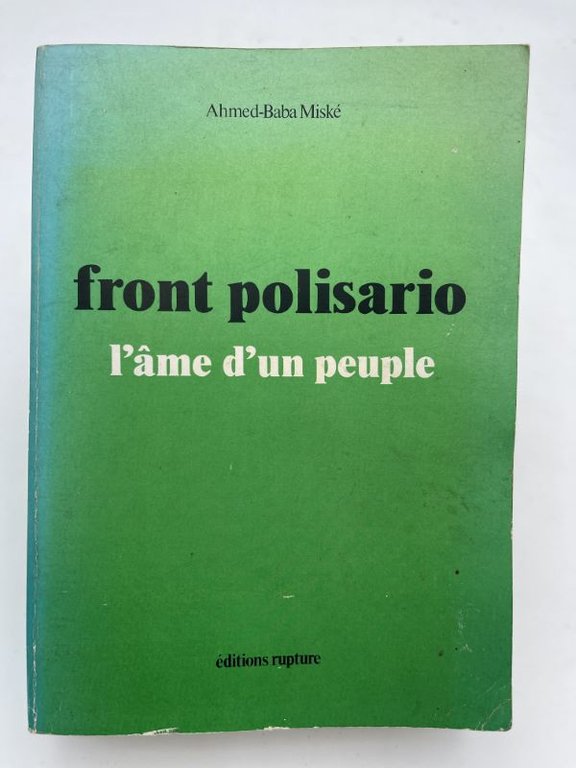 Ahmed-Baba Miské
front polisario
l'âme d'un peuple
éditions rupture